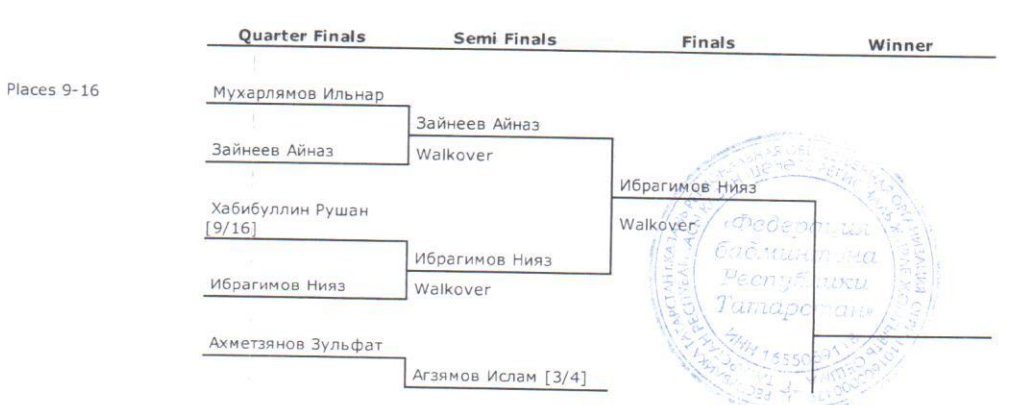 Quarter Finals Semi Finals Finals Winner
Places 9-16
Мухарлямов Ильнар
Зайнеев Айназ
Зайнеев Айназ
Walkover
Ибрагимов Нияз
Walkover
Хабибуллин Рушан
[9/16]
Ибрагимов Нияз
Ибрагимов Нияз
Walkover
Ахметзянов Зульфат
Агзямов Ислам [3/4]
«Федерация
бадминтона
Республики
Татарстан»